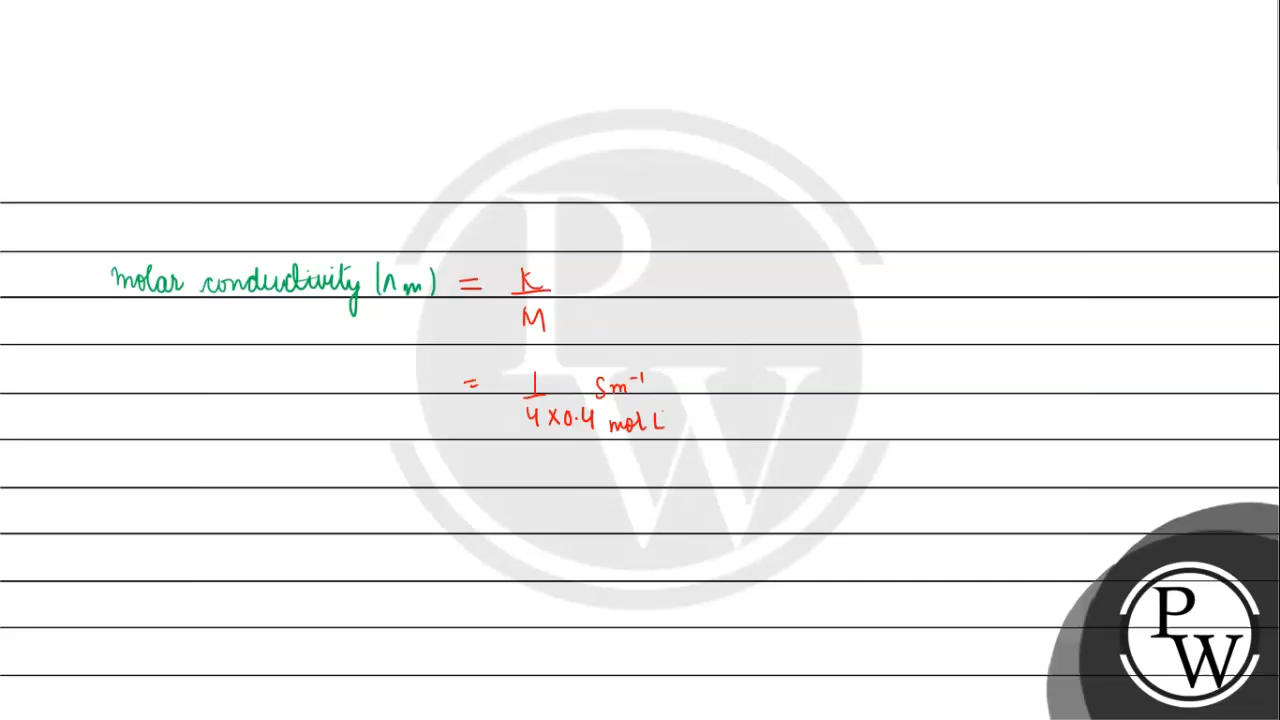 molar conductivity (Λm) = K
M
= 1 Sm⁻¹
4 × 0.4 mol L
P
W
P
W